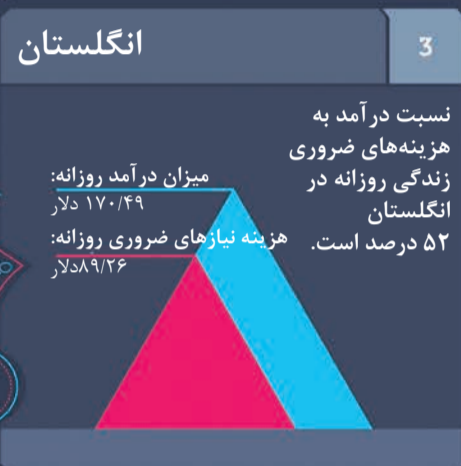 انگلستان
3
نسبت درآمد به
هزینه‌های ضروری
زندگی روزانه در
انگلستان
۵۲ درصد است.
میزان درآمد روزانه:
۱۷۰/۴۹ دلار
هزینه نیازهای ضروری روزانه:
۸۹/۲۶دلار